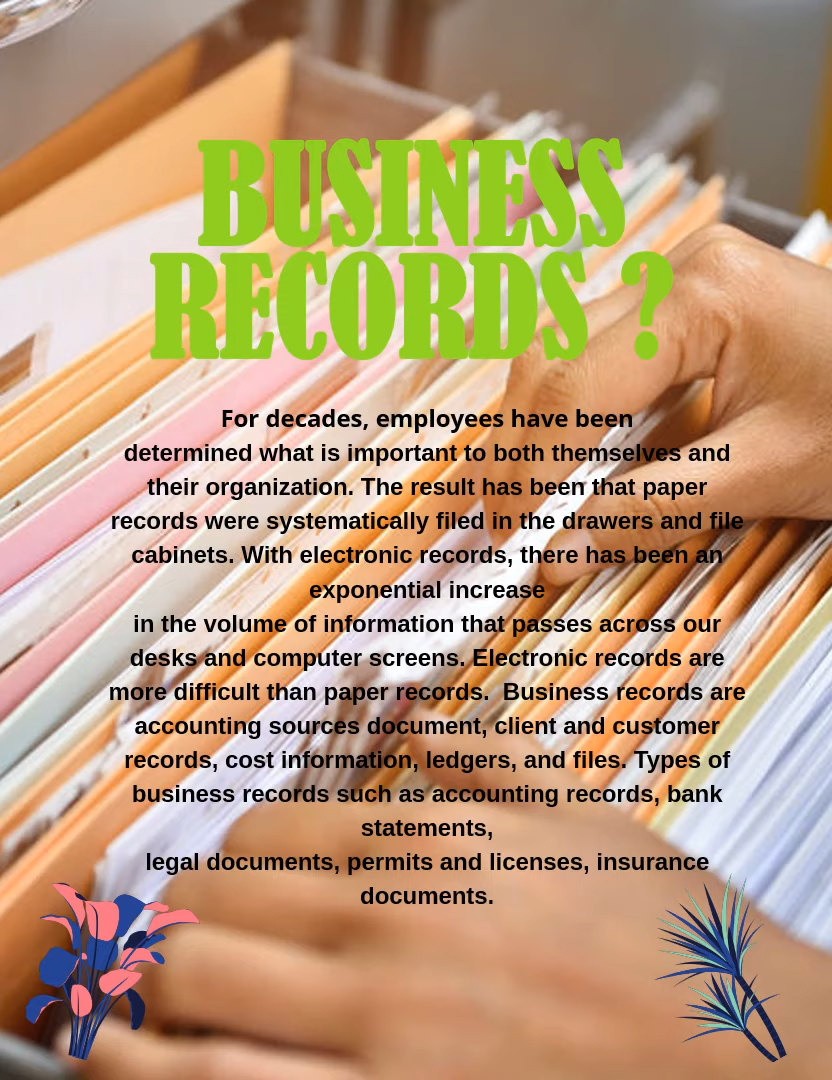 BUSINESS
RECORDS ?
For decades, employees have been
determined what is important to both themselves and
their organization. The result has been that paper
records were systematically filed in the drawers and file
cabinets. With electronic records, there has been an
exponential increase
in the volume of information that passes across our
desks and computer screens. Electronic records are
more difficult than paper records.  Business records are
accounting sources document, client and customer
records, cost information, ledgers, and files. Types of
business records such as accounting records, bank
statements,
legal documents, permits and licenses, insurance
documents.